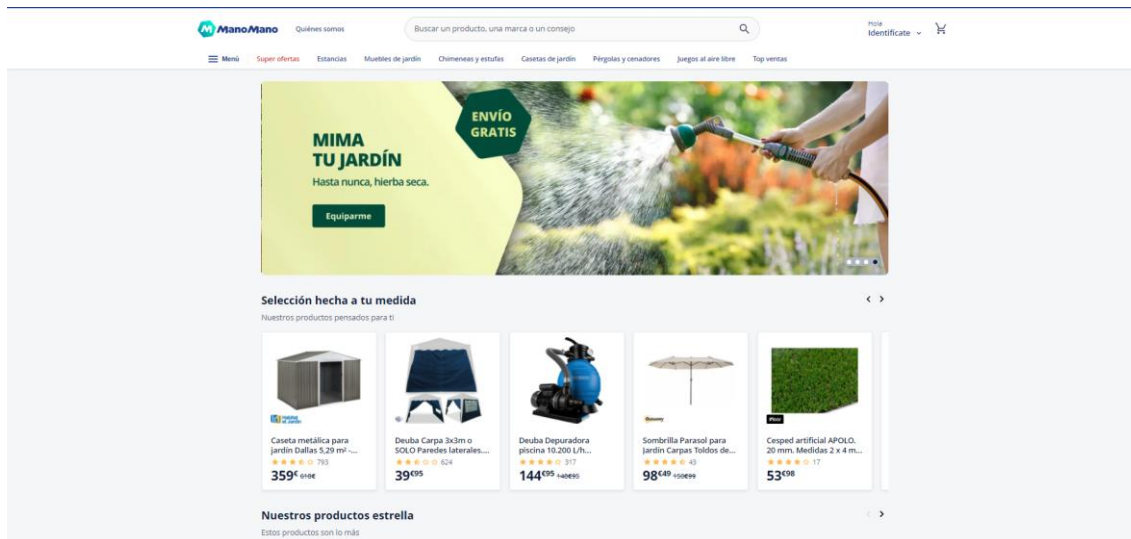 ManoMano
Quiénes somos
Buscar un producto, una marca o un consejo
Hola
Identifícate
Menú
Super ofertas
Estancias
Muebles de jardín
Chimeneas y estufas
Casetas de jardín
Pérgolas y cenadores
Juegos al aire libre
Top ventas
ENVÍO
GRATIS
MIMA
TU JARDÍN
Hasta nunca, hierba seca.
Equiparme
Selección hecha a tu medida
Nuestros productos pensados para ti
Caseta metálica para
jardín Dallas 5,29 m² -...
793
359€
Deuba Carpa 3x3m o
SOLO Paredes laterales....
624
39€95
Deuba Depuradora
piscina 10.200 L/h...
317
144€95
Sombrilla Parasol para
Jardín Carpas Toldos de...
43
98€49
Cesped artificial APOLO.
20 mm. Medidas 2 x 4 m...
17
53€98
Nuestros productos estrella
Estos productos son lo más